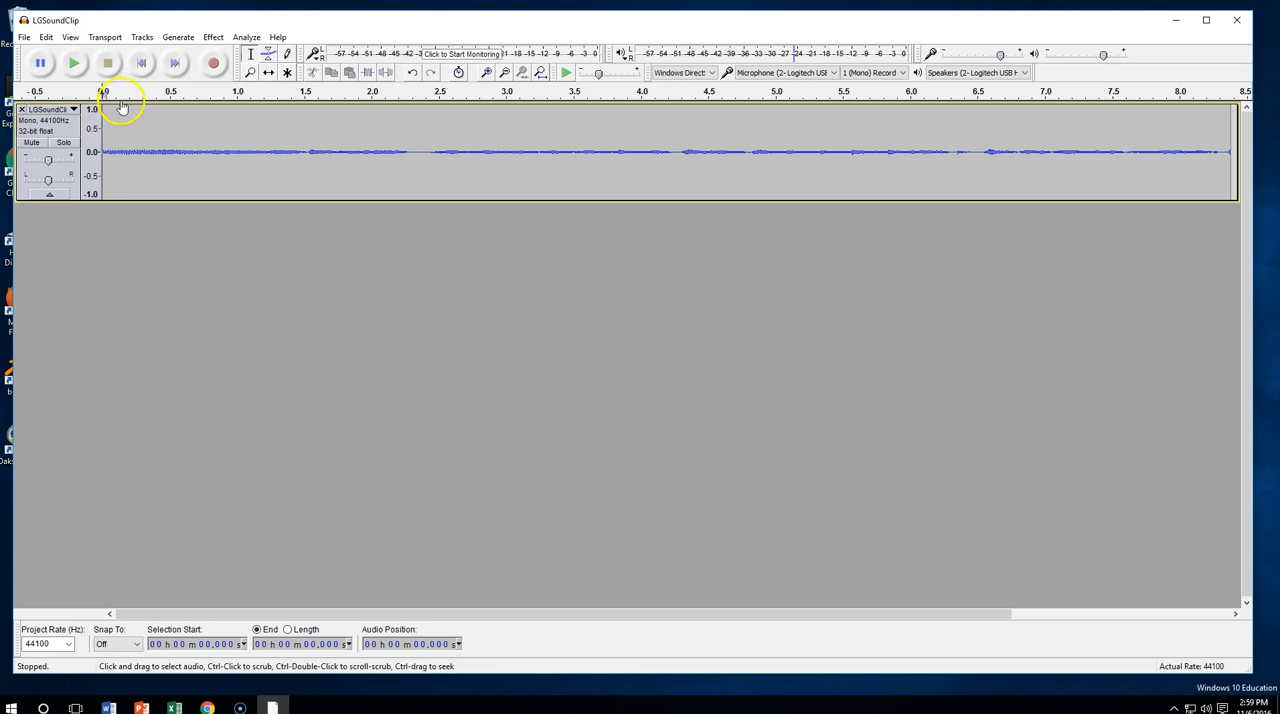 LGSoundClip
File Edit View Transport Tracks Generate Effect Analyze Help
-57 -54 -51 -48 -45 -4 Click to Start Monitoring -12 -9 -6 -3 0
-57 -54 -51 -48 -45 -42 -39 -36 -33 -30 -27 -24 -21 -18 -15 -12 -9 -6 -3 0
Windows Direct Microphone (2- Logitech USI 1 (Mono) Record Speakers (2- Logitech USB H
-0.5 0.0 0.5 1.0 1.5 2.0 2.5 3.0 3.5 4.0 4.5 5.0 5.5 6.0 6.5 7.0 7.5 8.0 8.5
LGSoundCli
Mono, 44100Hz
32-bit float
Mute Solo
- +
L R
1.0
0.5
0.0
-0.5
-1.0
Project Rate (Hz): Snap To: Selection Start: End Length Audio Position:
44100 Off 00 h 00 m 00.000 s 00 h 00 m 00.000 s 00 h 00 m 00.000 s
Stopped. Click and drag to select audio, Ctrl-Click to scrub, Ctrl-Double-Click to scroll-scrub, Ctrl-drag to seek Actual Rate: 44100
Windows 10 Education
2:59 PM
11/6/2016